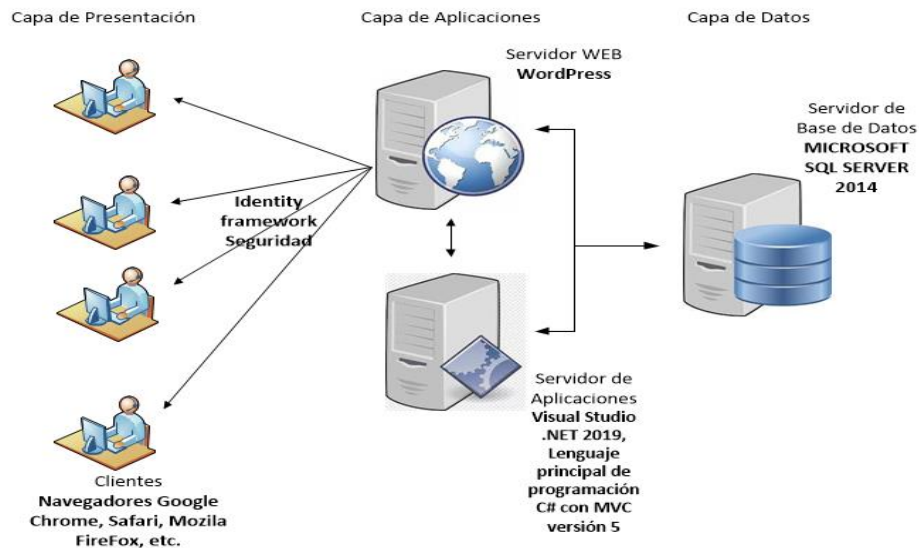 Capa de Presentación
Capa de Aplicaciones
Capa de Datos
Servidor WEB
WordPress
Servidor de
Base de Datos
MICROSOFT
SQL SERVER
2014
Identity
framework
Seguridad
Servidor de
Aplicaciones
Visual Studio
.NET 2019,
Lenguaje
principal de
programación
C# con MVC
versión 5
Clientes
Navegadores Google
Chrome, Safari, Mozila
FireFox, etc.